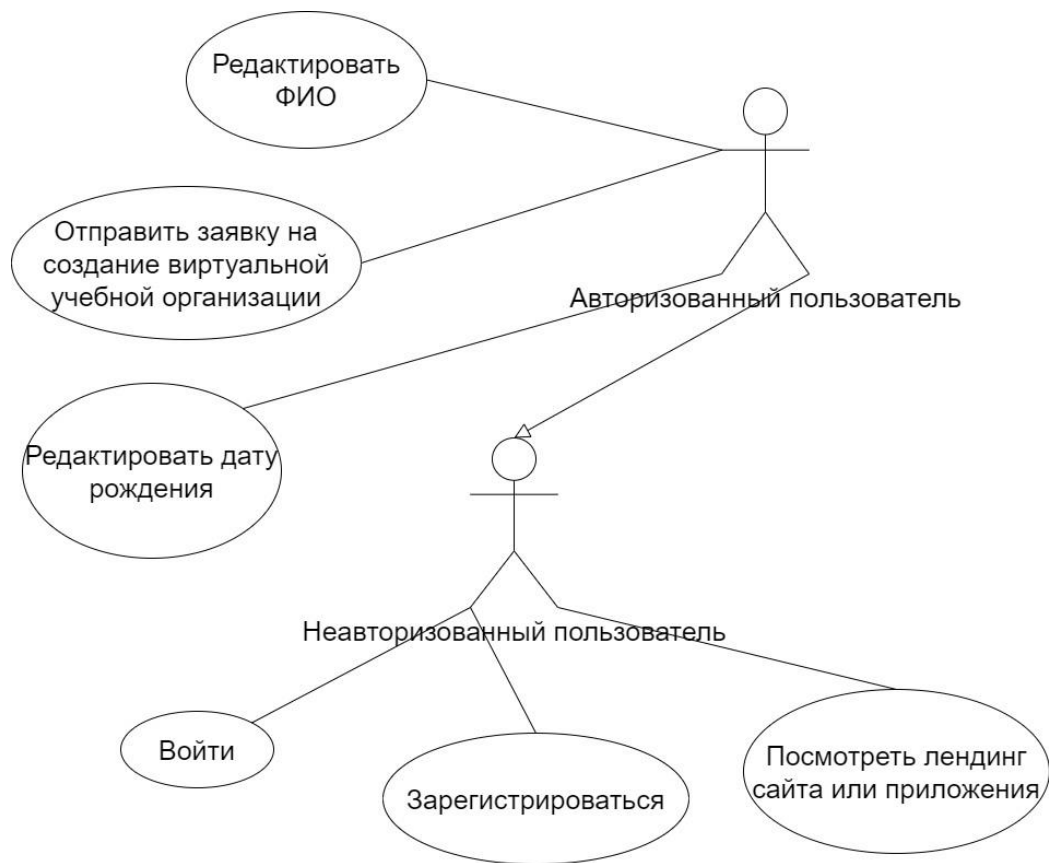 Редактировать
ФИО
Отправить заявку на
создание виртуальной
учебной организации
Авторизованный пользователь
Редактировать дату
рождения
Неавторизованный пользователь
Войти
Зарегистрироваться
Посмотреть лендинг
сайта или приложения